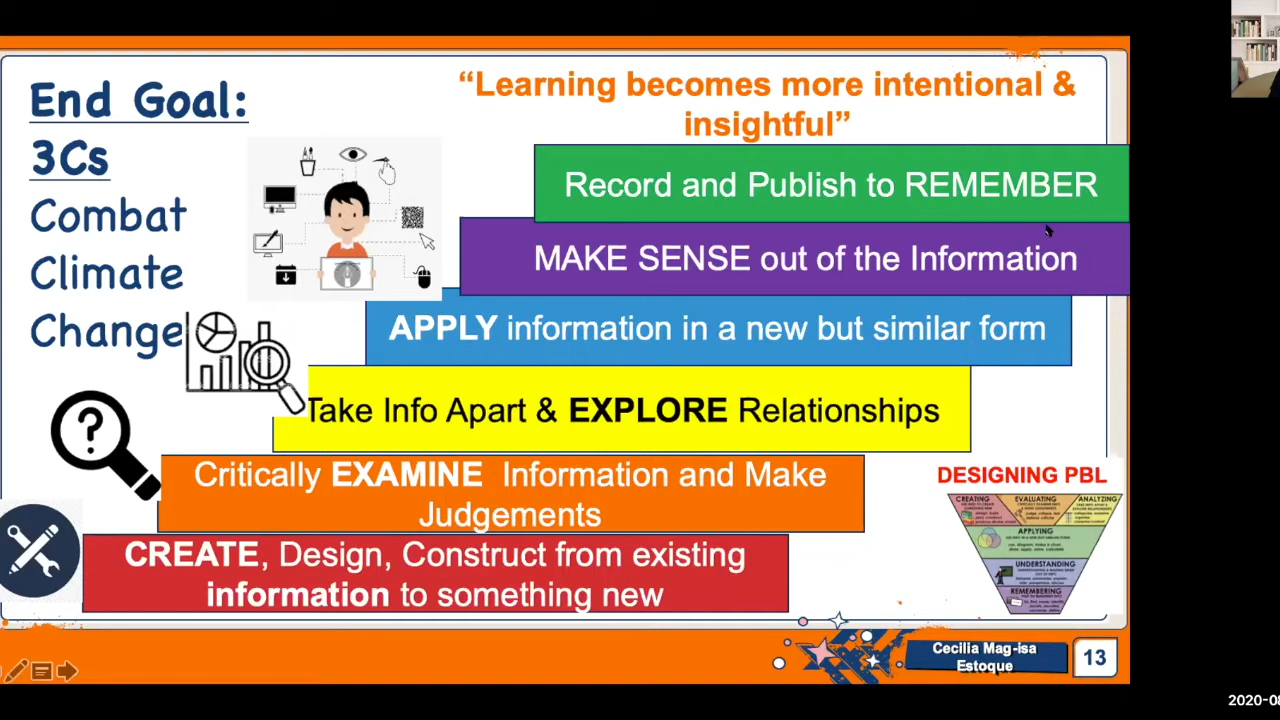 “Learning becomes more intentional &
insightful”
End Goal:
3Cs
Combat
Climate
Change
Record and Publish to REMEMBER
MAKE SENSE out of the Information
APPLY information in a new but similar form
Take Info Apart & EXPLORE Relationships
Critically EXAMINE Information and Make
Judgements
CREATE, Design, Construct from existing
information to something new
DESIGNING PBL
CREATING
EVALUATING
ANALYZING
APPLYING
UNDERSTANDING
REMEMBERING
Cecilia Mag-isa
Estoque
13
2020-08